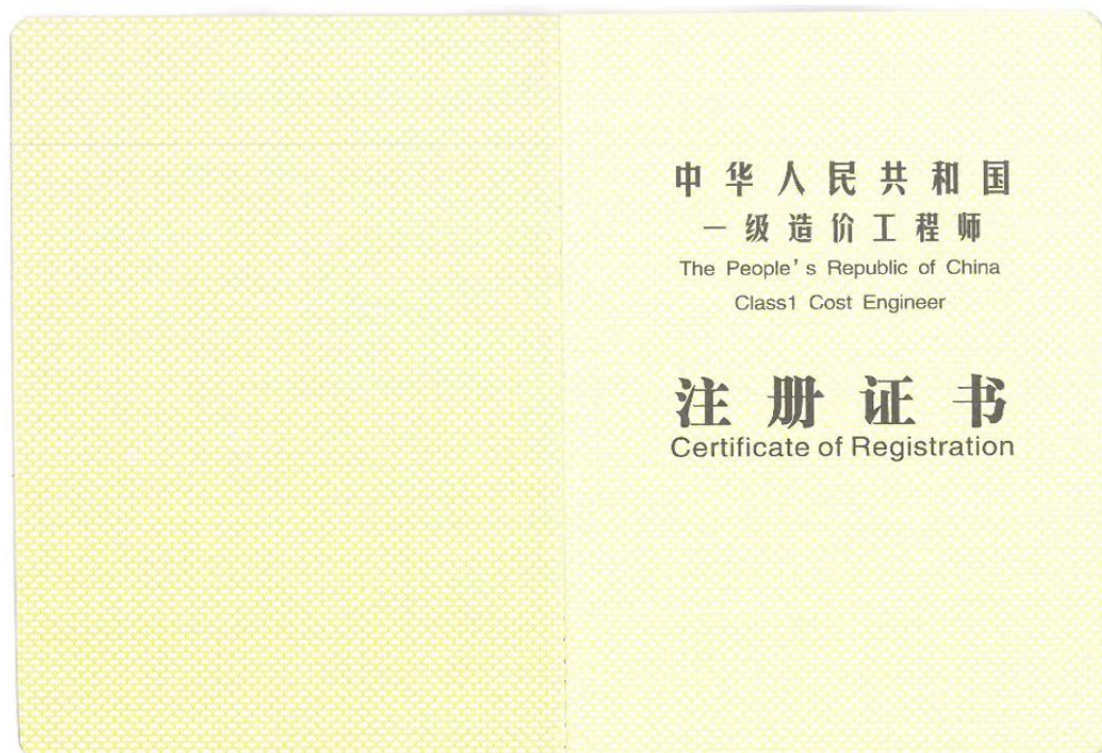 中华人民共和国
一级造价工程师
The People's Republic of China
Class1 Cost Engineer
注册证书
Certificate of Registration